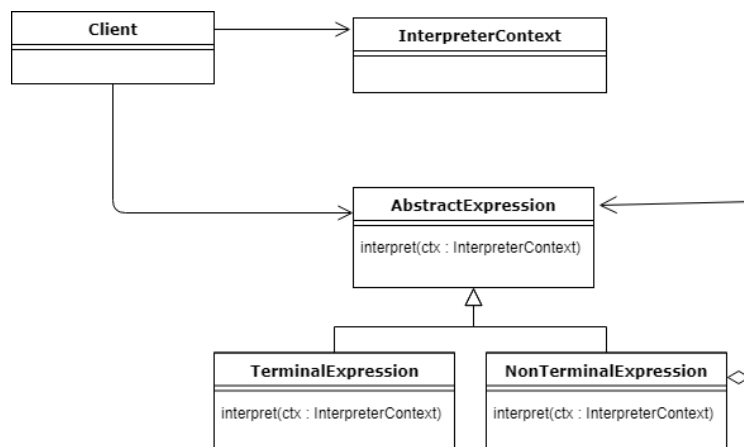 Client
InterpreterContext
AbstractExpression
interpret(ctx : InterpreterContext)
TerminalExpression
interpret(ctx : InterpreterContext)
NonTerminalExpression
interpret(ctx : InterpreterContext)